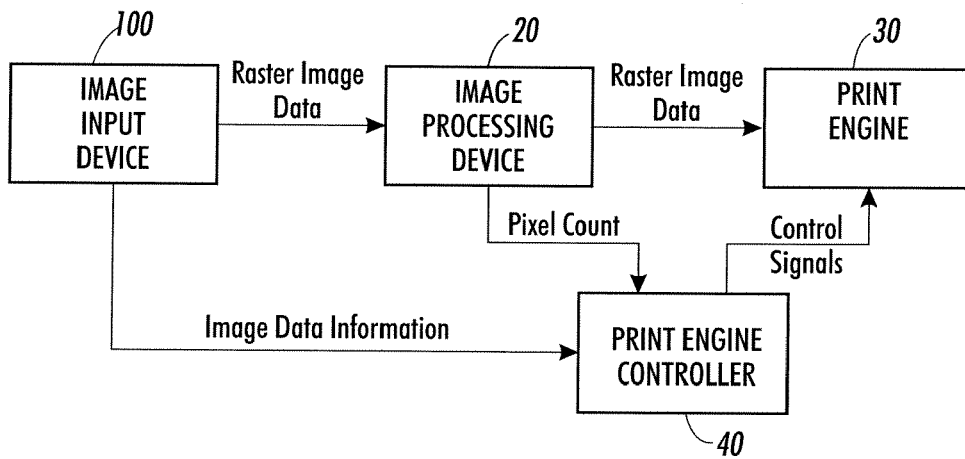 100
20
30
IMAGE
INPUT
DEVICE
Raster Image
Data
IMAGE
PROCESSING
DEVICE
Raster Image
Data
PRINT
ENGINE
Pixel Count
Control
Signals
Image Data Information
PRINT ENGINE
CONTROLLER
40